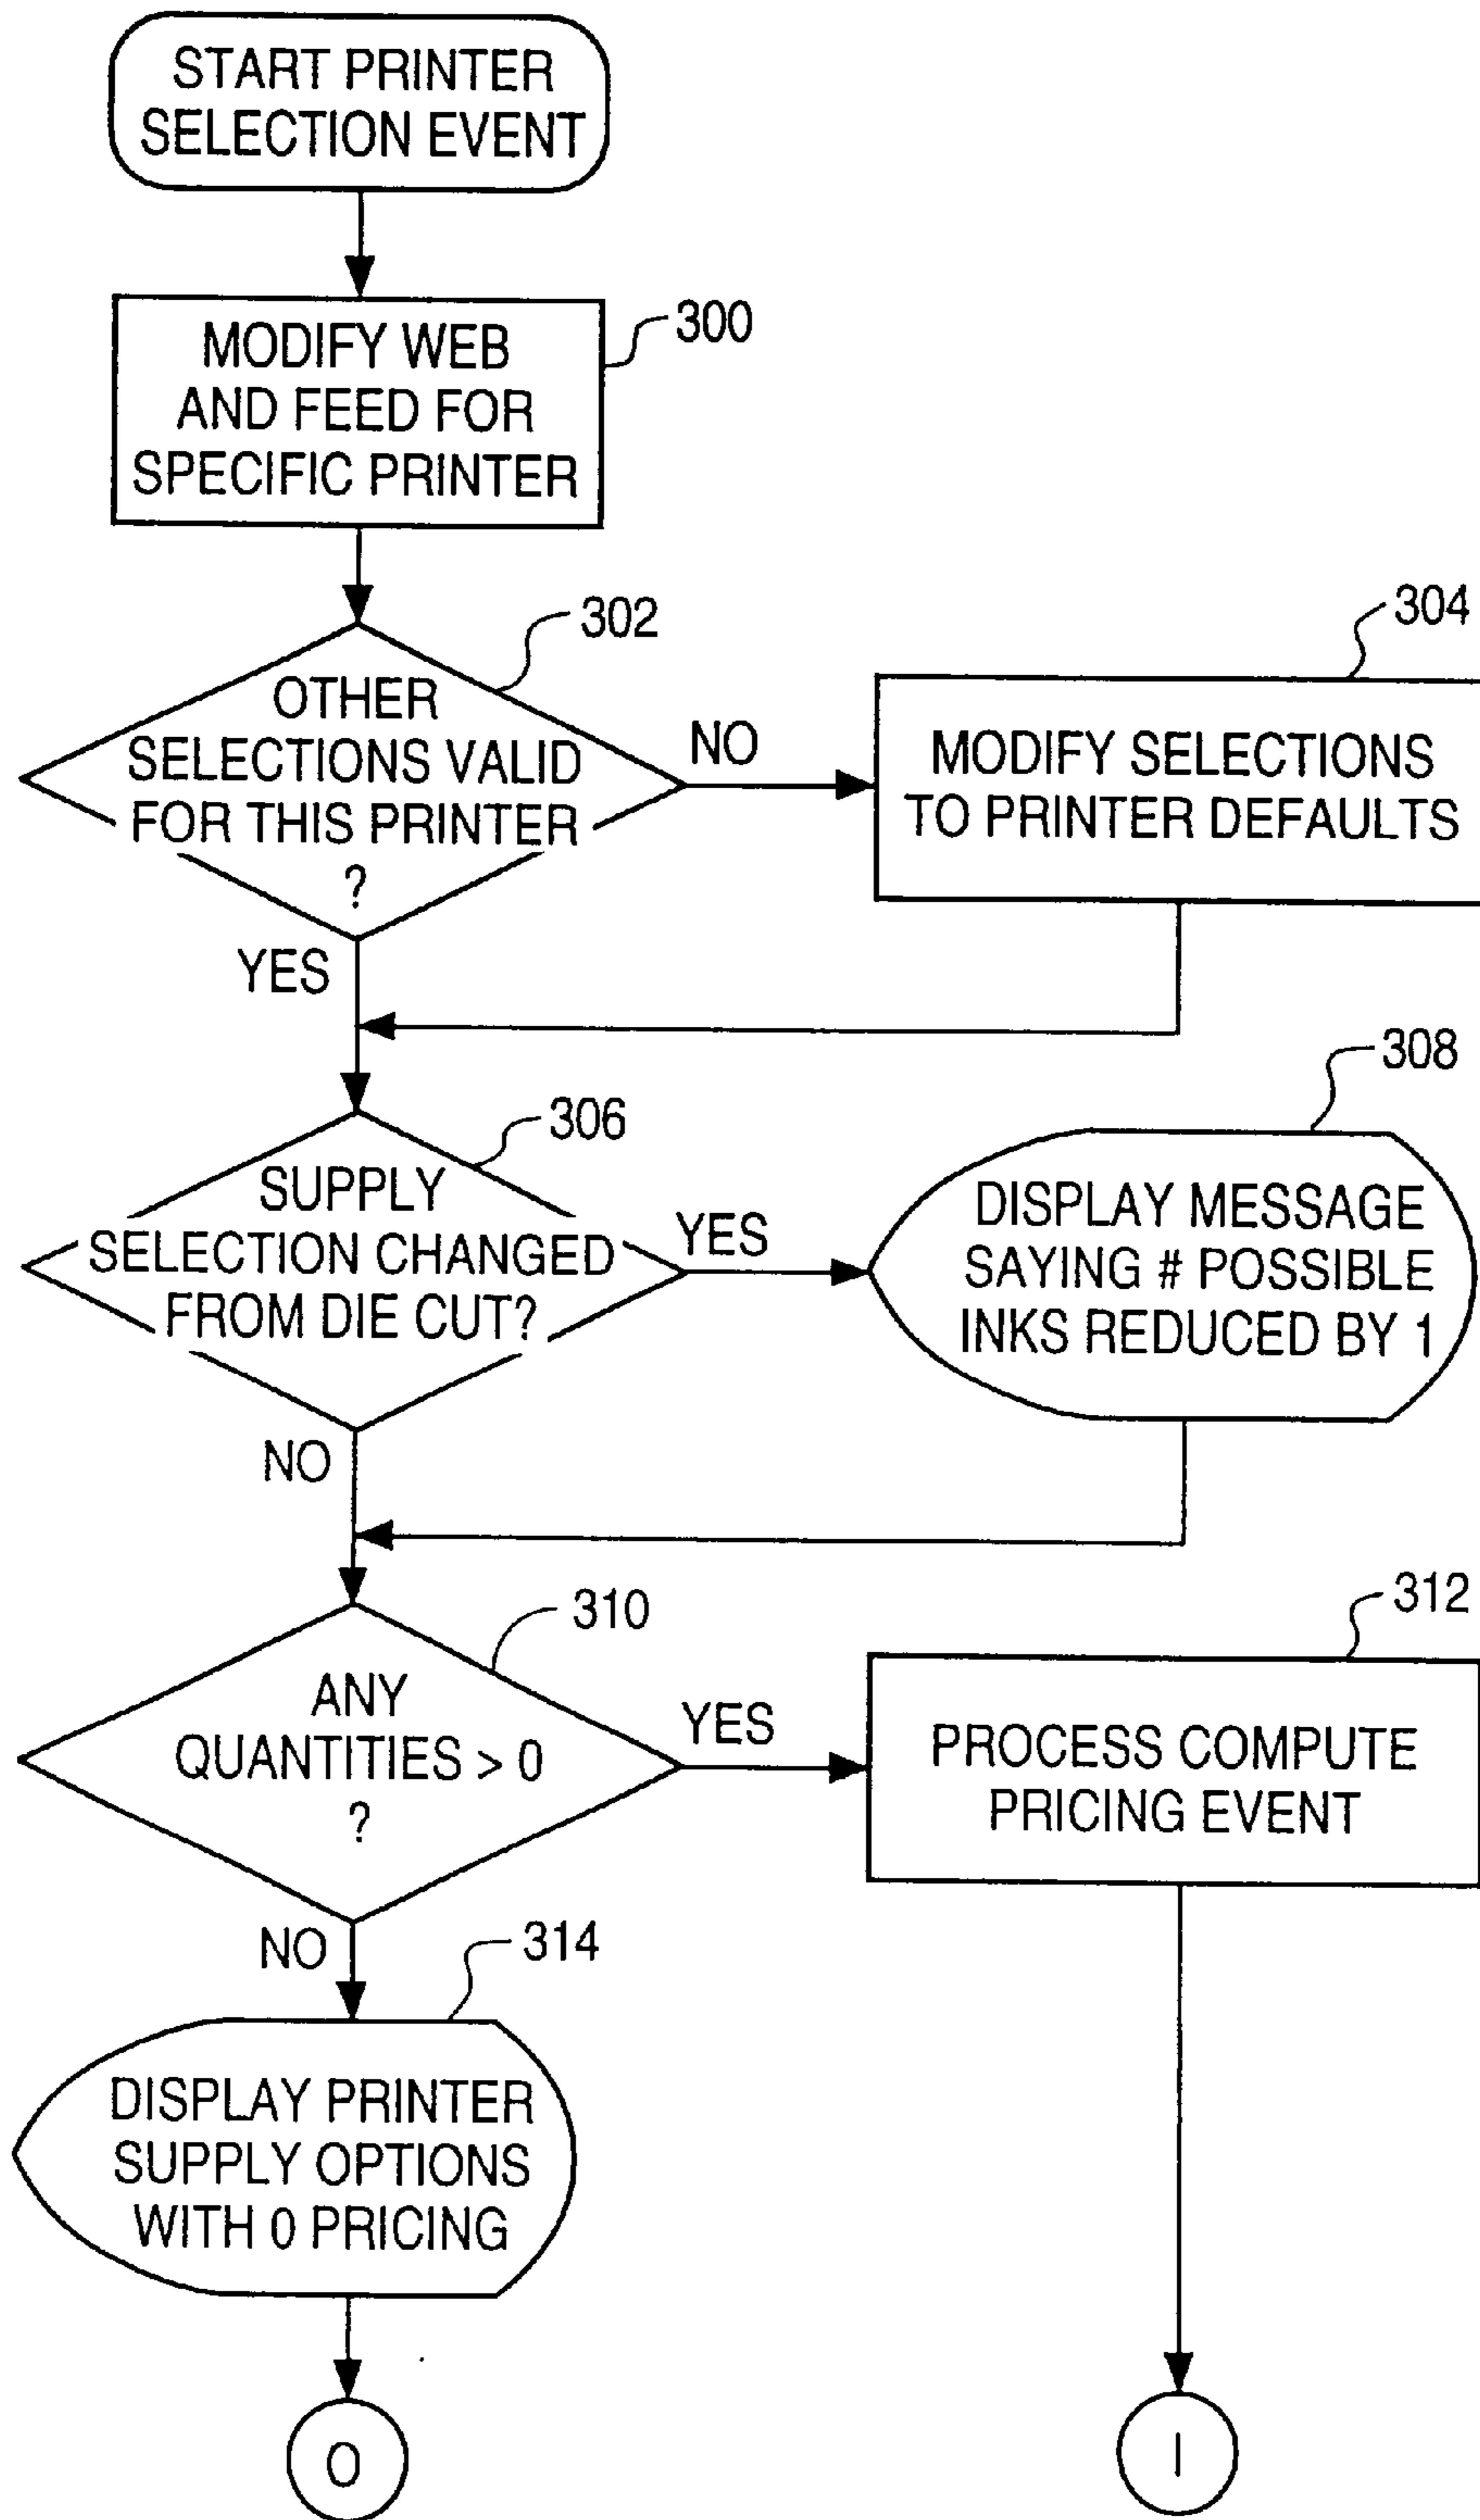 START PRINTER
SELECTION EVENT
MODIFY WEB
AND FEED FOR
SPECIFIC PRINTER
300
302
OTHER
SELECTIONS VALID
FOR THIS PRINTER
?
NO
304
MODIFY SELECTIONS
TO PRINTER DEFAULTS
YES
306
SUPPLY
SELECTION CHANGED
FROM DIE CUT?
YES
308
DISPLAY MESSAGE
SAYING # POSSIBLE
INKS REDUCED BY 1
NO
310
ANY
QUANTITIES > 0
?
YES
312
PROCESS COMPUTE
PRICING EVENT
NO
314
DISPLAY PRINTER
SUPPLY OPTIONS
WITH 0 PRICING
O
I